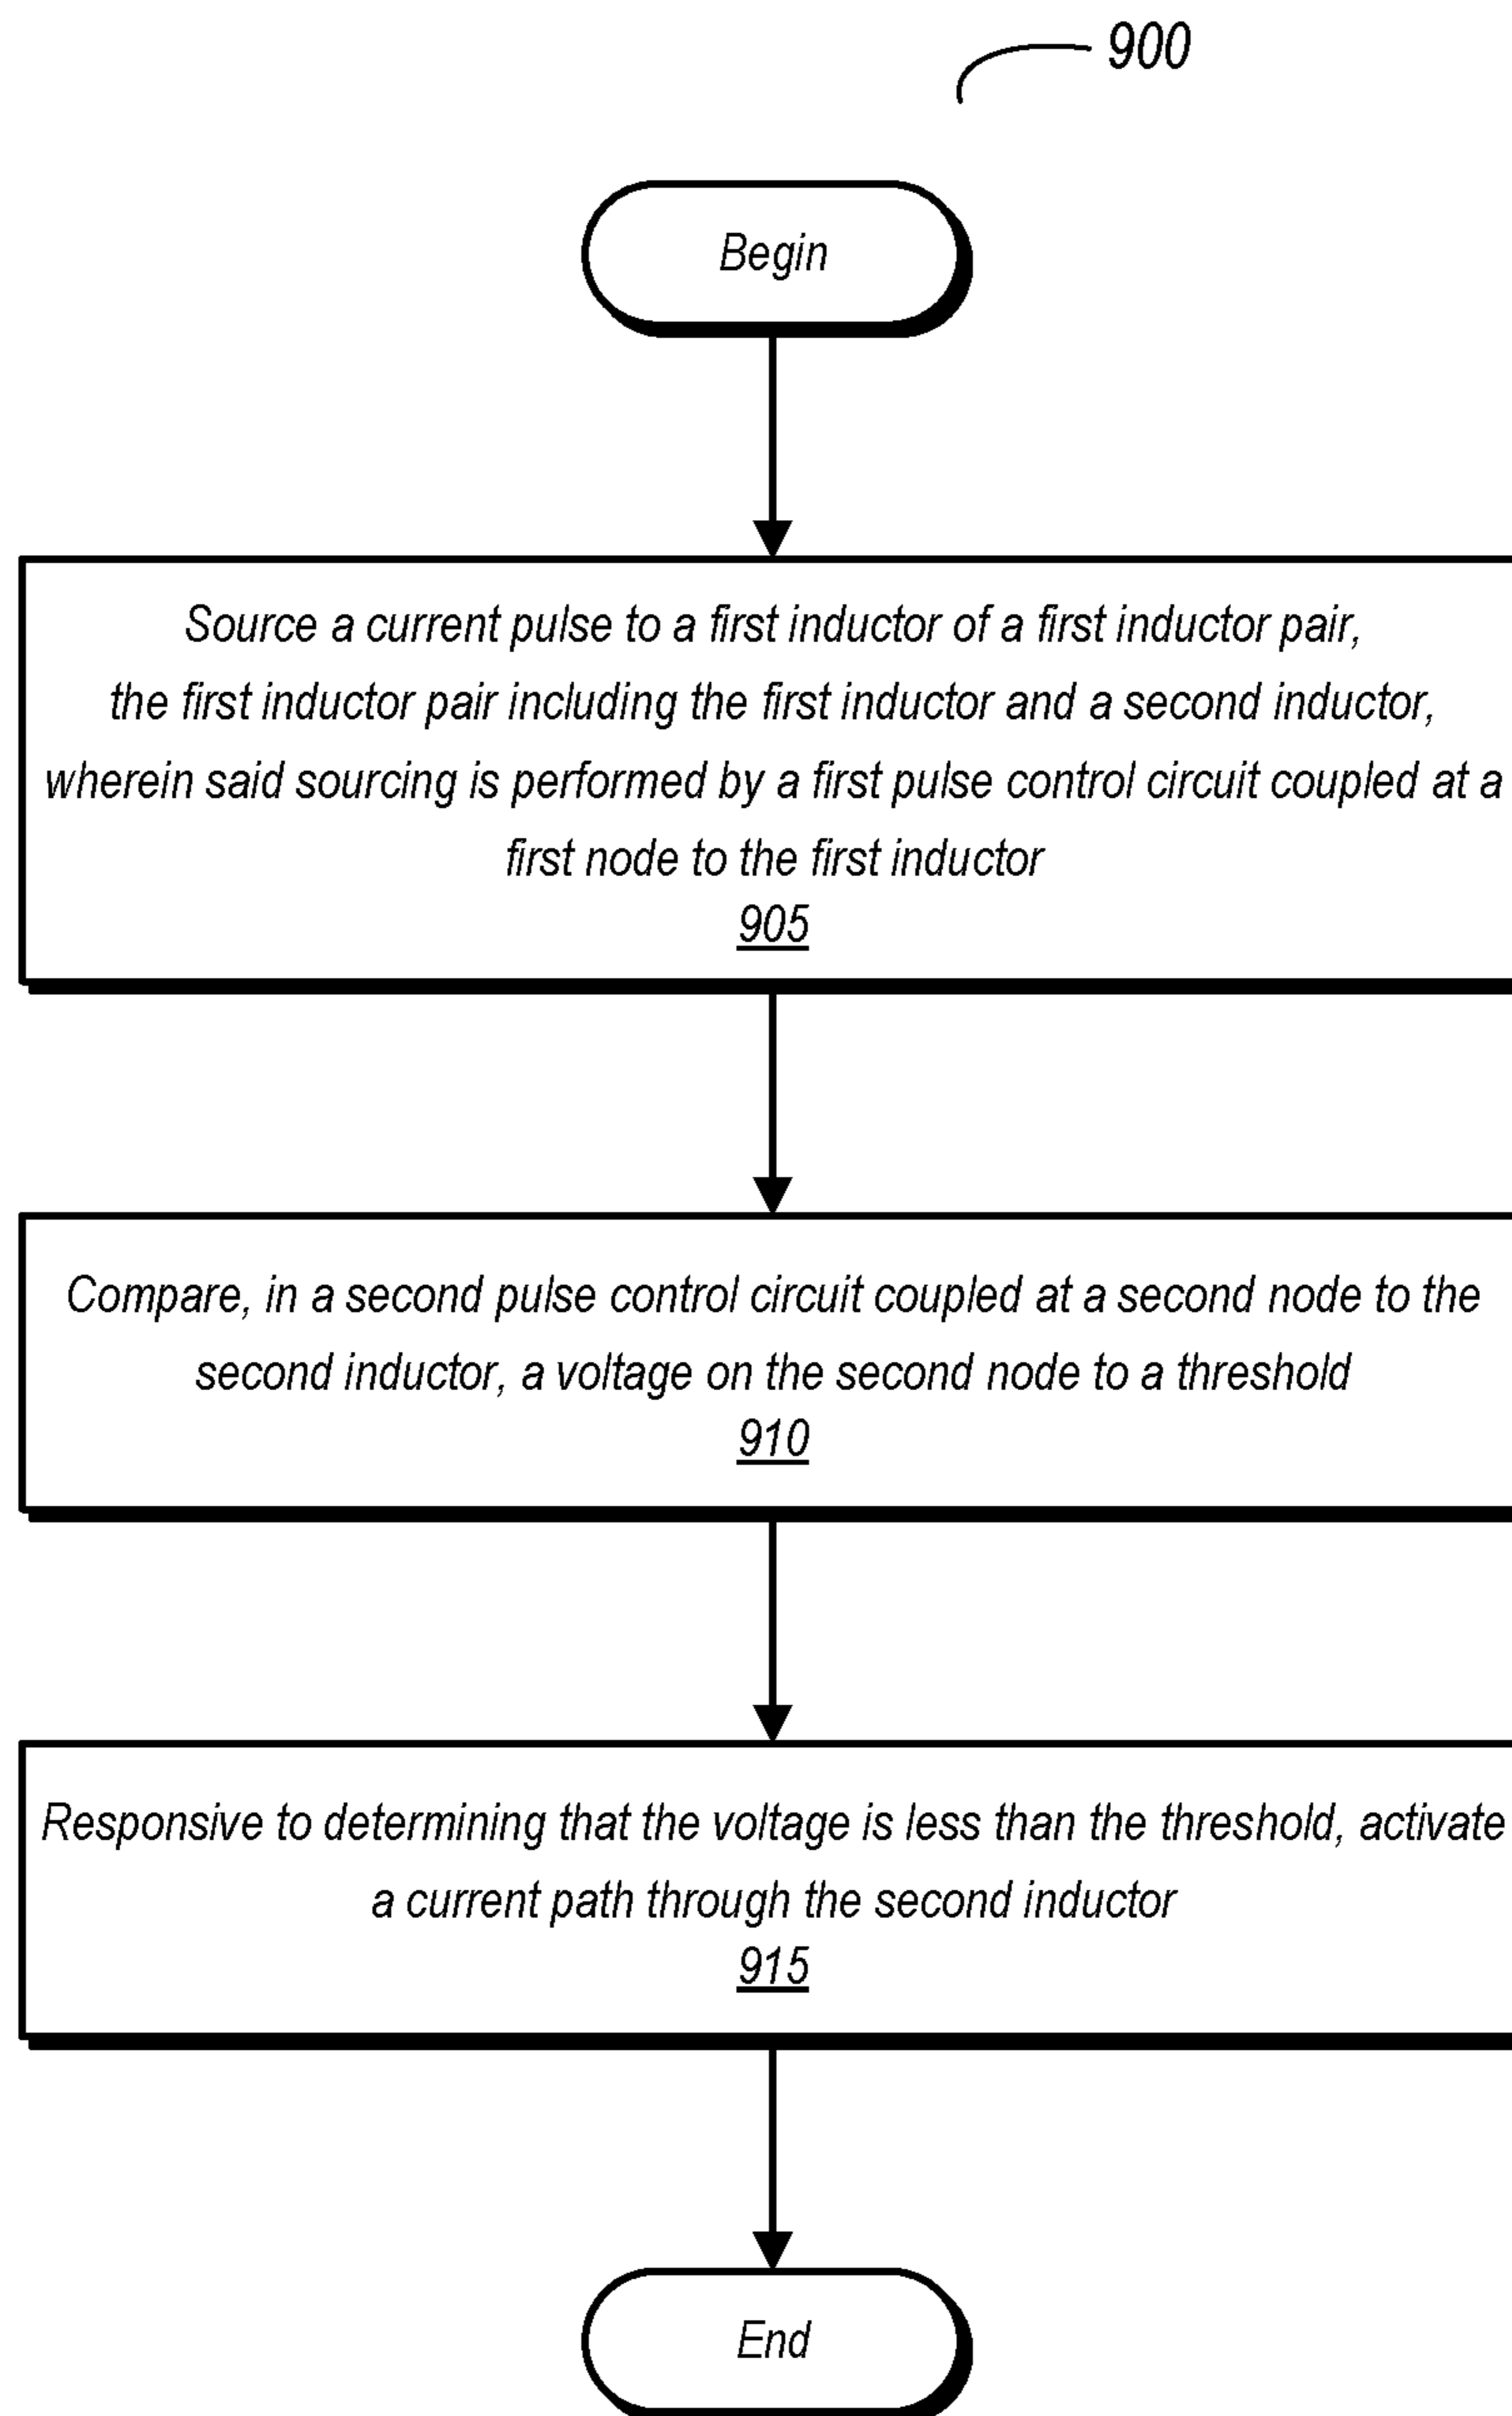 900
Begin
Source a current pulse to a first inductor of a first inductor pair,
the first inductor pair including the first inductor and a second inductor,
wherein said sourcing is performed by a first pulse control circuit coupled at a
first node to the first inductor
905
Compare, in a second pulse control circuit coupled at a second node to the
second inductor, a voltage on the second node to a threshold
910
Responsive to determining that the voltage is less than the threshold, activate
a current path through the second inductor
915
End